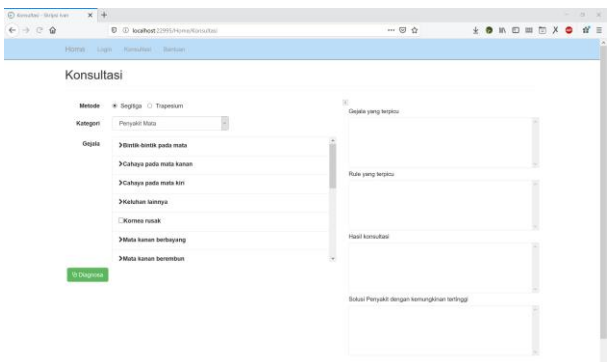 Konsultasi - Skripsi Ivan
localhost:22995/Home/Konsultasi
Home Login Konsultasi Bantuan
Konsultasi
Metode Segitiga Trapesium
Kategori Penyakit Mata
Gejala
Bintik-bintik pada mata
Cahaya pada mata kanan
Cahaya pada mata kiri
Keluhan lainnya
Kornea rusak
Mata kanan berbayang
Mata kanan berembun
Diagnosa
Gejala yang terpicu
Rule yang terpicu
Hasil konsultasi
Solusi Penyakit dengan kemungkinan tertinggi